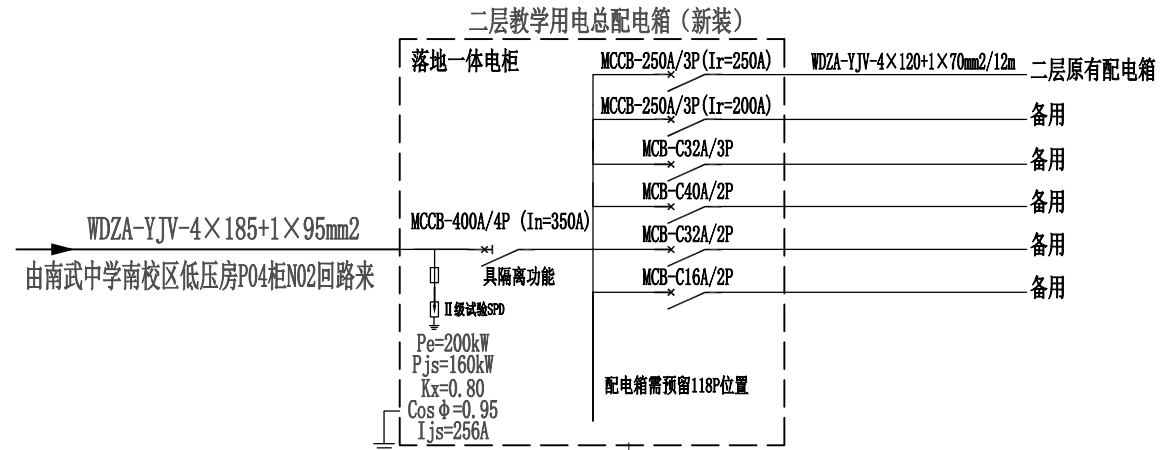 二层教学用电总配电箱（新装）
落地一体电柜
MCCB-250A/3P(Ir=250A)
WDZA-YJV-4×120+1×70mm2/12m
二层原有配电箱
MCCB-250A/3P(Ir=200A)
备用
MCB-C32A/3P
备用
MCB-C40A/2P
备用
MCCB-400A/4P (In=350A)
MCB-C32A/2P
备用
WDZA-YJV-4×185+1×95mm2
由南武中学南校区低压房P04柜N02回路来
具隔离功能
MCB-C16A/2P
备用
Ⅱ级试验SPD
Pe=200kW
Pjs=160kW
Kx=0.80
CosΦ=0.95
Ijs=256A
配电箱需预留118P位置